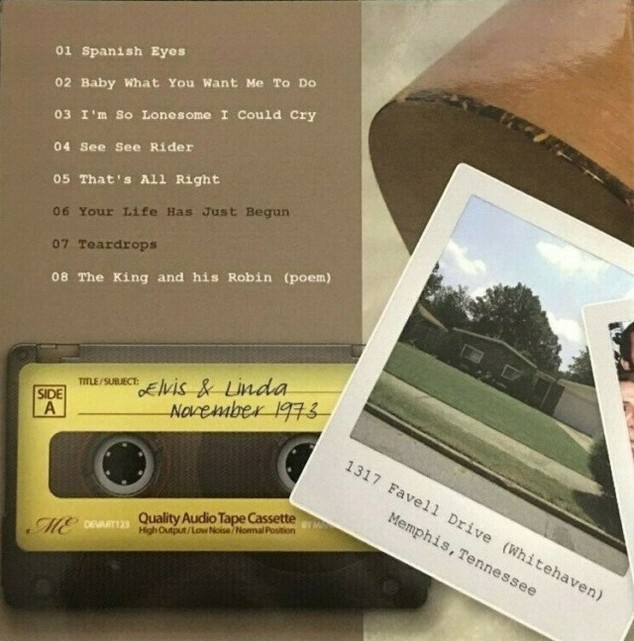 01 Spanish Eyes
02 Baby What You Want Me To Do
03 I'm So Lonesome I Could Cry
04 See See Rider
05 That's All Right
06 Your Life Has Just Begun
07 Teardrops
08 The King and his Robin (poem)
SIDE
A
TITLE/SUBJECT:
Elvis & Linda
November 1973
ME
DEVIART123
Quality Audio Tape Cassette
High Output/Low Noise/Normal Position
1317 Favell Drive (Whitehaven)
Memphis, Tennessee